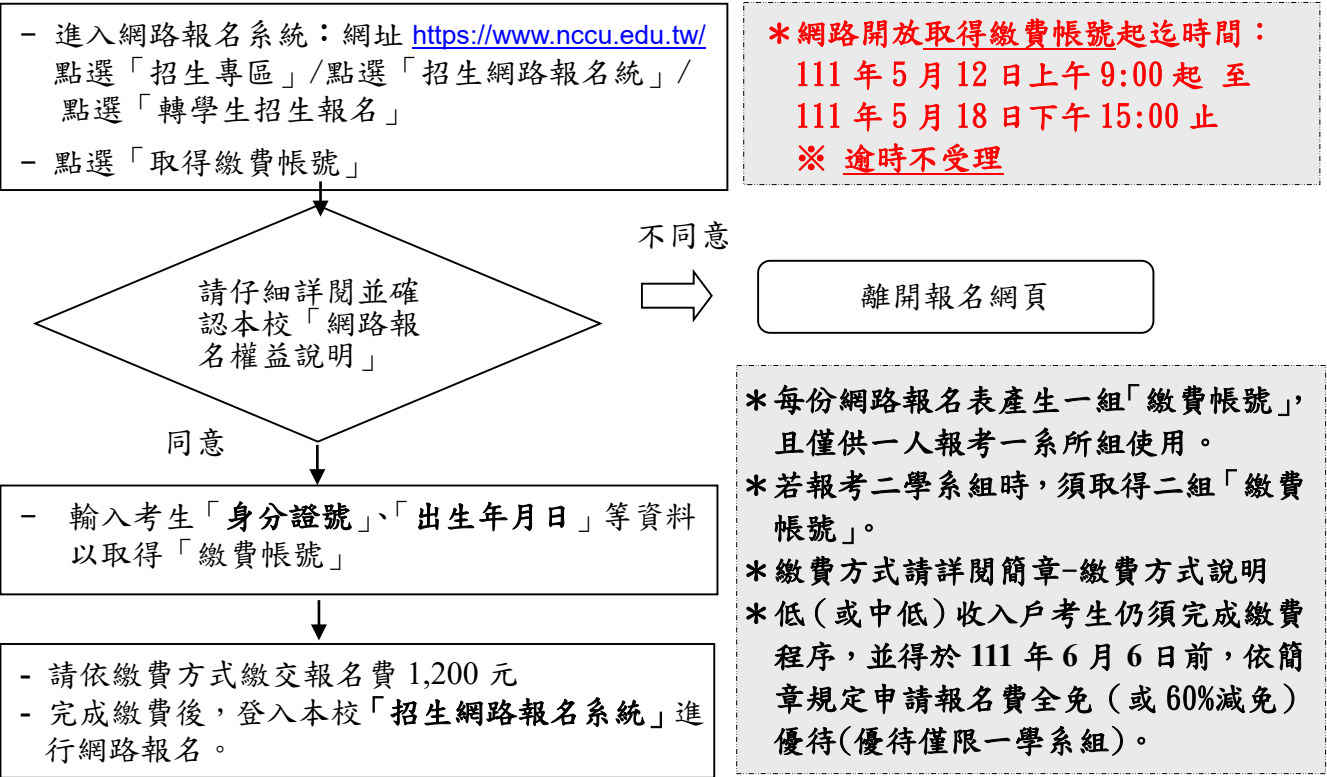 - 進入網路報名系統：網址 https://www.nccu.edu.tw/
點選「招生專區」/點選「招生網路報名統」/
點選「轉學生招生報名」
- 點選「取得繳費帳號」
＊網路開放取得繳費帳號起迄時間：
111 年 5 月 12 日上午 9:00 起 至
111 年 5 月 18 日下午 15:00 止
※ 逾時不受理
請仔細詳閱並確
認本校「網路報
名權益說明」
不同意
離開報名網頁
同意
- 輸入考生「身分證號」、「出生年月日」等資料
以取得「繳費帳號」
- 請依繳費方式繳交報名費 1,200 元
- 完成繳費後，登入本校「招生網路報名系統」進
行網路報名。
＊每份網路報名表產生一組「繳費帳號」，
且僅供一人報考一系所組使用。
＊若報考二學系組時，須取得二組「繳費
帳號」。
＊繳費方式請詳閱簡章-繳費方式說明
＊低（或中低）收入戶考生仍須完成繳費
程序，並得於 111 年 6 月 6 日前，依簡
章規定申請報名費全免（或 60%減免）
優待(優待僅限一學系組)。